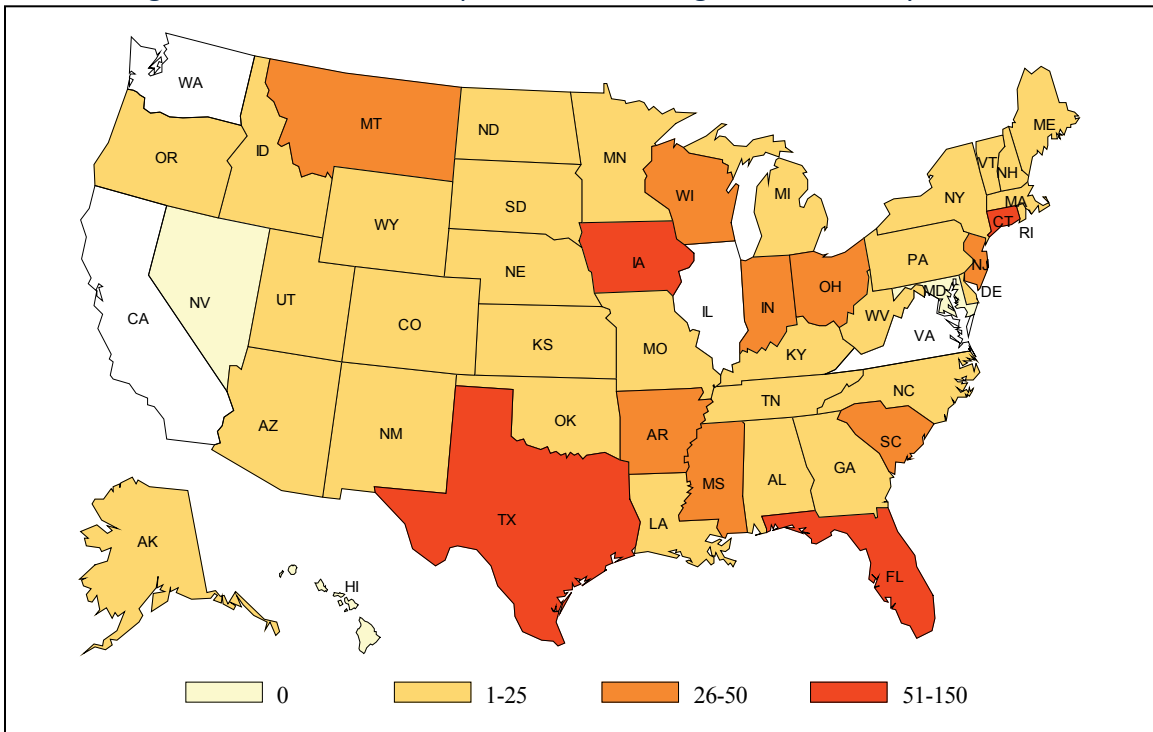 WA
MT
ND
MN
ME
OR
ID
VT
NH
WI
MI
NY
MA
SD
WY
CT
RI
IA
NE
PA
NJ
NV
UT
OH
MD
DE
IN
IL
WV
CA
CO
VA
KS
MO
KY
NC
TN
AZ
NM
OK
AR
SC
GA
AL
MS
TX
LA
AK
FL
HI
0
1-25
26-50
51-150